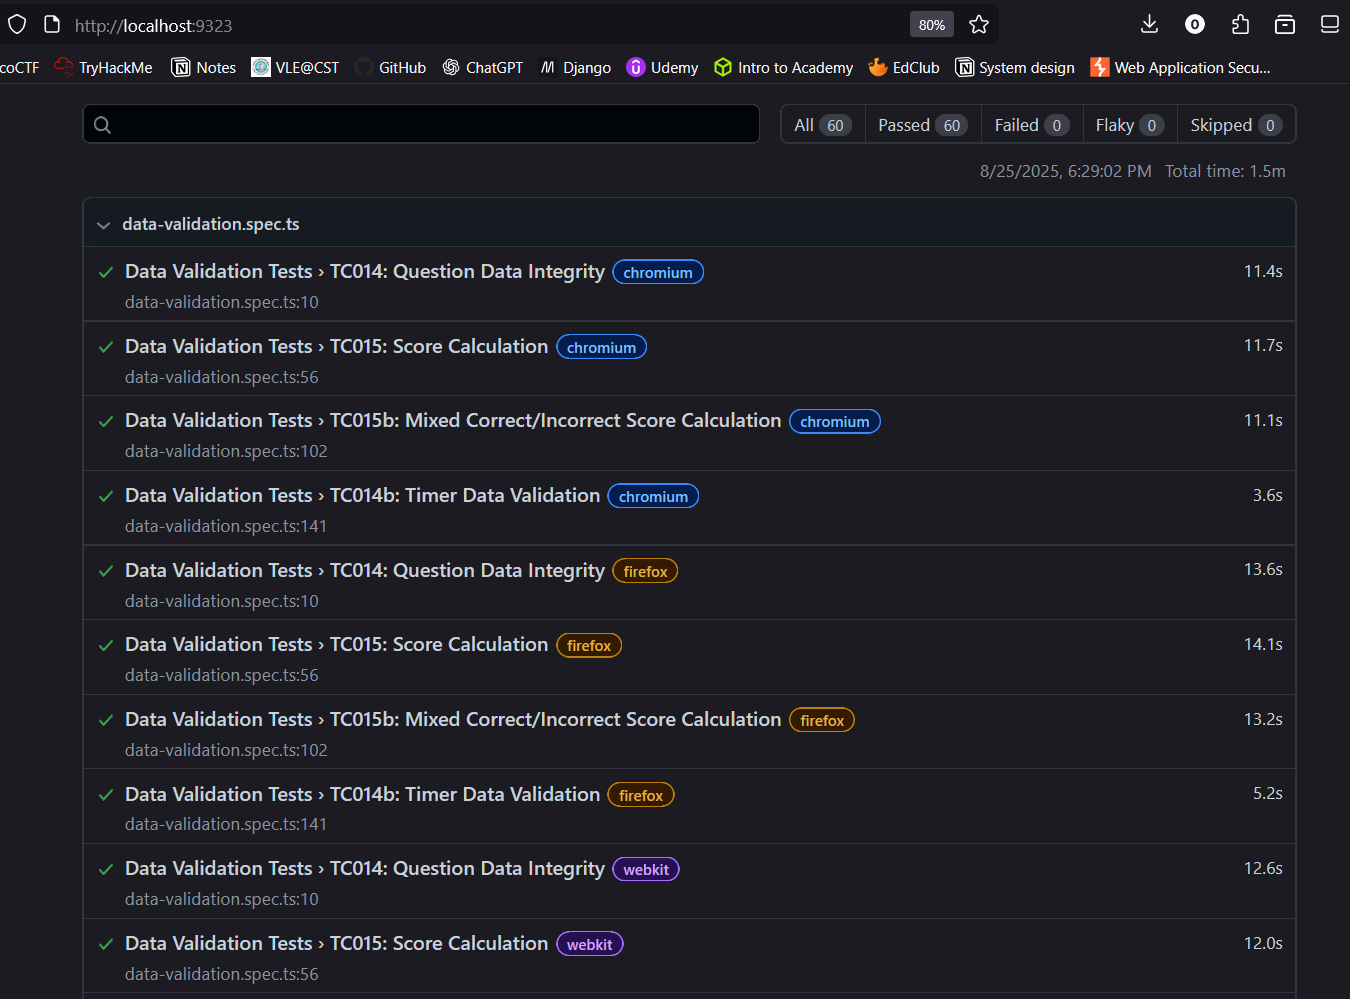 http://localhost:9323
80%
0
coCTF TryHackMe Notes VLE@CST GitHub ChatGPT Django Udemy Intro to Academy EdClub System design Web Application Secu...
All 60 Passed 60 Failed 0 Flaky 0 Skipped 0
8/25/2025, 6:29:02 PM Total time: 1.5m
data-validation.spec.ts
Data Validation Tests › TC014: Question Data Integrity chromium 11.4s
data-validation.spec.ts:10
Data Validation Tests › TC015: Score Calculation chromium 11.7s
data-validation.spec.ts:56
Data Validation Tests › TC015b: Mixed Correct/Incorrect Score Calculation chromium 11.1s
data-validation.spec.ts:102
Data Validation Tests › TC014b: Timer Data Validation chromium 3.6s
data-validation.spec.ts:141
Data Validation Tests › TC014: Question Data Integrity firefox 13.6s
data-validation.spec.ts:10
Data Validation Tests › TC015: Score Calculation firefox 14.1s
data-validation.spec.ts:56
Data Validation Tests › TC015b: Mixed Correct/Incorrect Score Calculation firefox 13.2s
data-validation.spec.ts:102
Data Validation Tests › TC014b: Timer Data Validation firefox 5.2s
data-validation.spec.ts:141
Data Validation Tests › TC014: Question Data Integrity webkit 12.6s
data-validation.spec.ts:10
Data Validation Tests › TC015: Score Calculation webkit 12.0s
data-validation.spec.ts:56